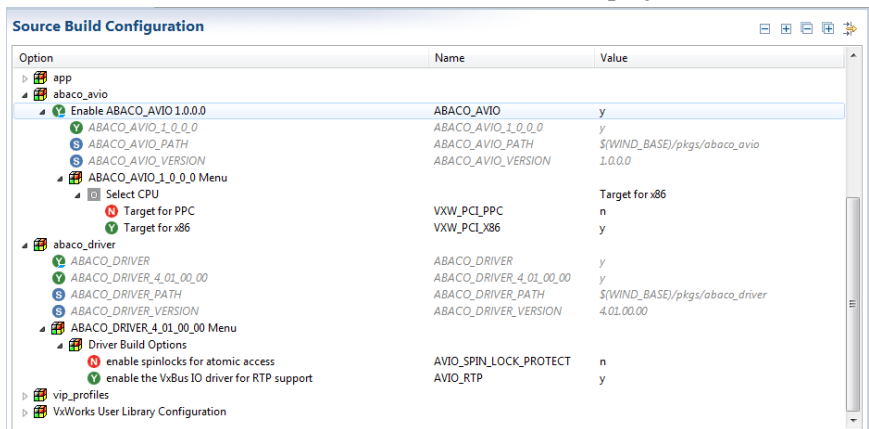 Source Build Configuration
Option Name Value
app
abaco_avio
Enable ABACO_AVIO 1.0.0.0 ABACO_AVIO y
ABACO_AVIO_1_0_0_0 ABACO_AVIO_1_0_0_0 y
ABACO_AVIO_PATH ABACO_AVIO_PATH $(WIND_BASE)/pkgs/abaco_avio
ABACO_AVIO_VERSION ABACO_AVIO_VERSION 1.0.0.0
ABACO_AVIO_1_0_0_0 Menu
Select CPU Target for x86
N Target for PPC VXW_PCI_PPC n
Y Target for x86 VXW_PCI_X86 y
abaco_driver
ABACO_DRIVER ABACO_DRIVER y
Y ABACO_DRIVER_4_01_00_00 ABACO_DRIVER_4_01_00_00 y
S ABACO_DRIVER_PATH ABACO_DRIVER_PATH $(WIND_BASE)/pkgs/abaco_driver
S ABACO_DRIVER_VERSION ABACO_DRIVER_VERSION 4.01.00.00
ABACO_DRIVER_4_01_00_00 Menu
Driver Build Options
N enable spinlocks for atomic access AVIO_SPIN_LOCK_PROTECT n
Y enable the VxBus IO driver for RTP support AVIO_RTP y
vip_profiles
VxWorks User Library Configuration